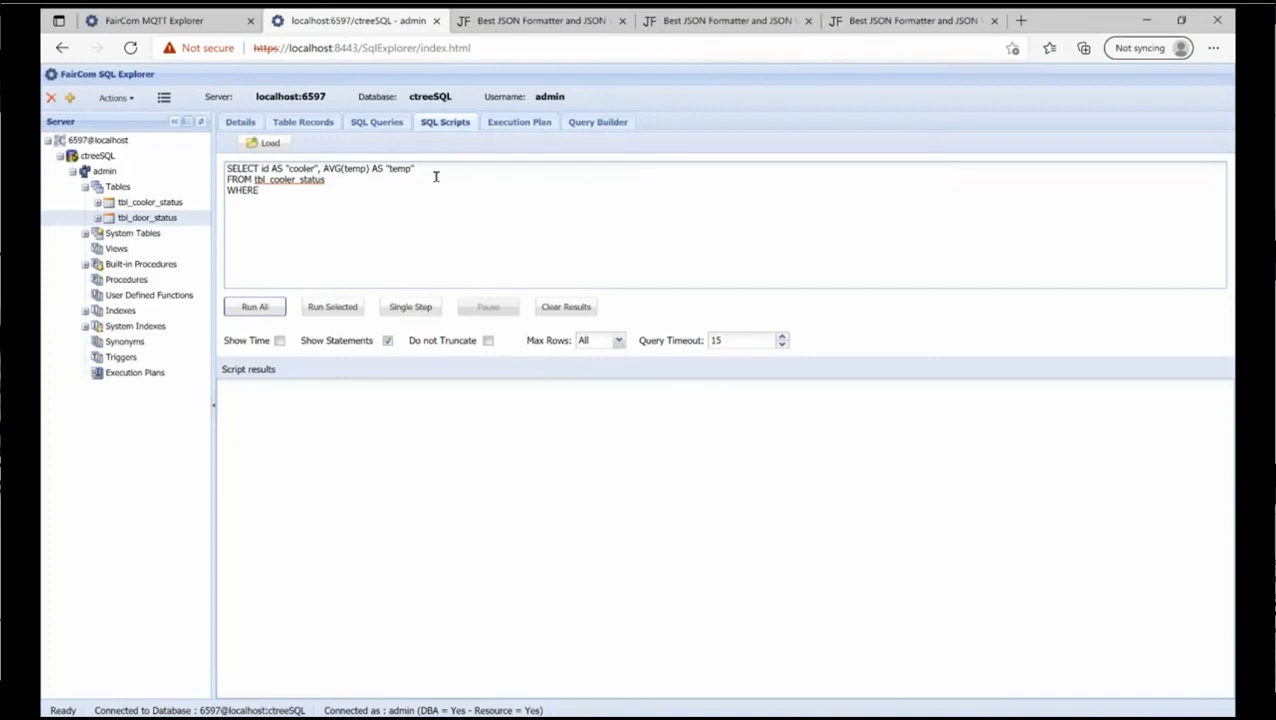 FairCom MQTT Explorer
localhost:6597/ctreeSQL - admin
Best JSON Formatter and JSON
Best JSON Formatter and JSON
Best JSON Formatter and JSON
Not secure
https://localhost:8443/SqlExplorer/index.html
Not syncing
FairCom SQL Explorer
Actions
Server: localhost:6597 Database: ctreeSQL Username: admin
Server
6597@localhost
ctreeSQL
admin
Tables
tbl_cooler_status
tbl_door_status
System Tables
Views
Built-in Procedures
Procedures
User Defined Functions
Indexes
System Indexes
Synonyms
Triggers
Execution Plans
Details Table Records SQL Queries SQL Scripts Execution Plan Query Builder
Load
SELECT id AS "cooler", AVG(temp) AS "temp"
FROM tbl_cooler_status
WHERE
Run All Run Selected Single Step Pause Clear Results
Show Time Show Statements Do not Truncate Max Rows: All Query Timeout: 15
Script results
Ready Connected to Database : 6597@localhost:ctreeSQL Connected as : admin (DBA = Yes - Resource = Yes)